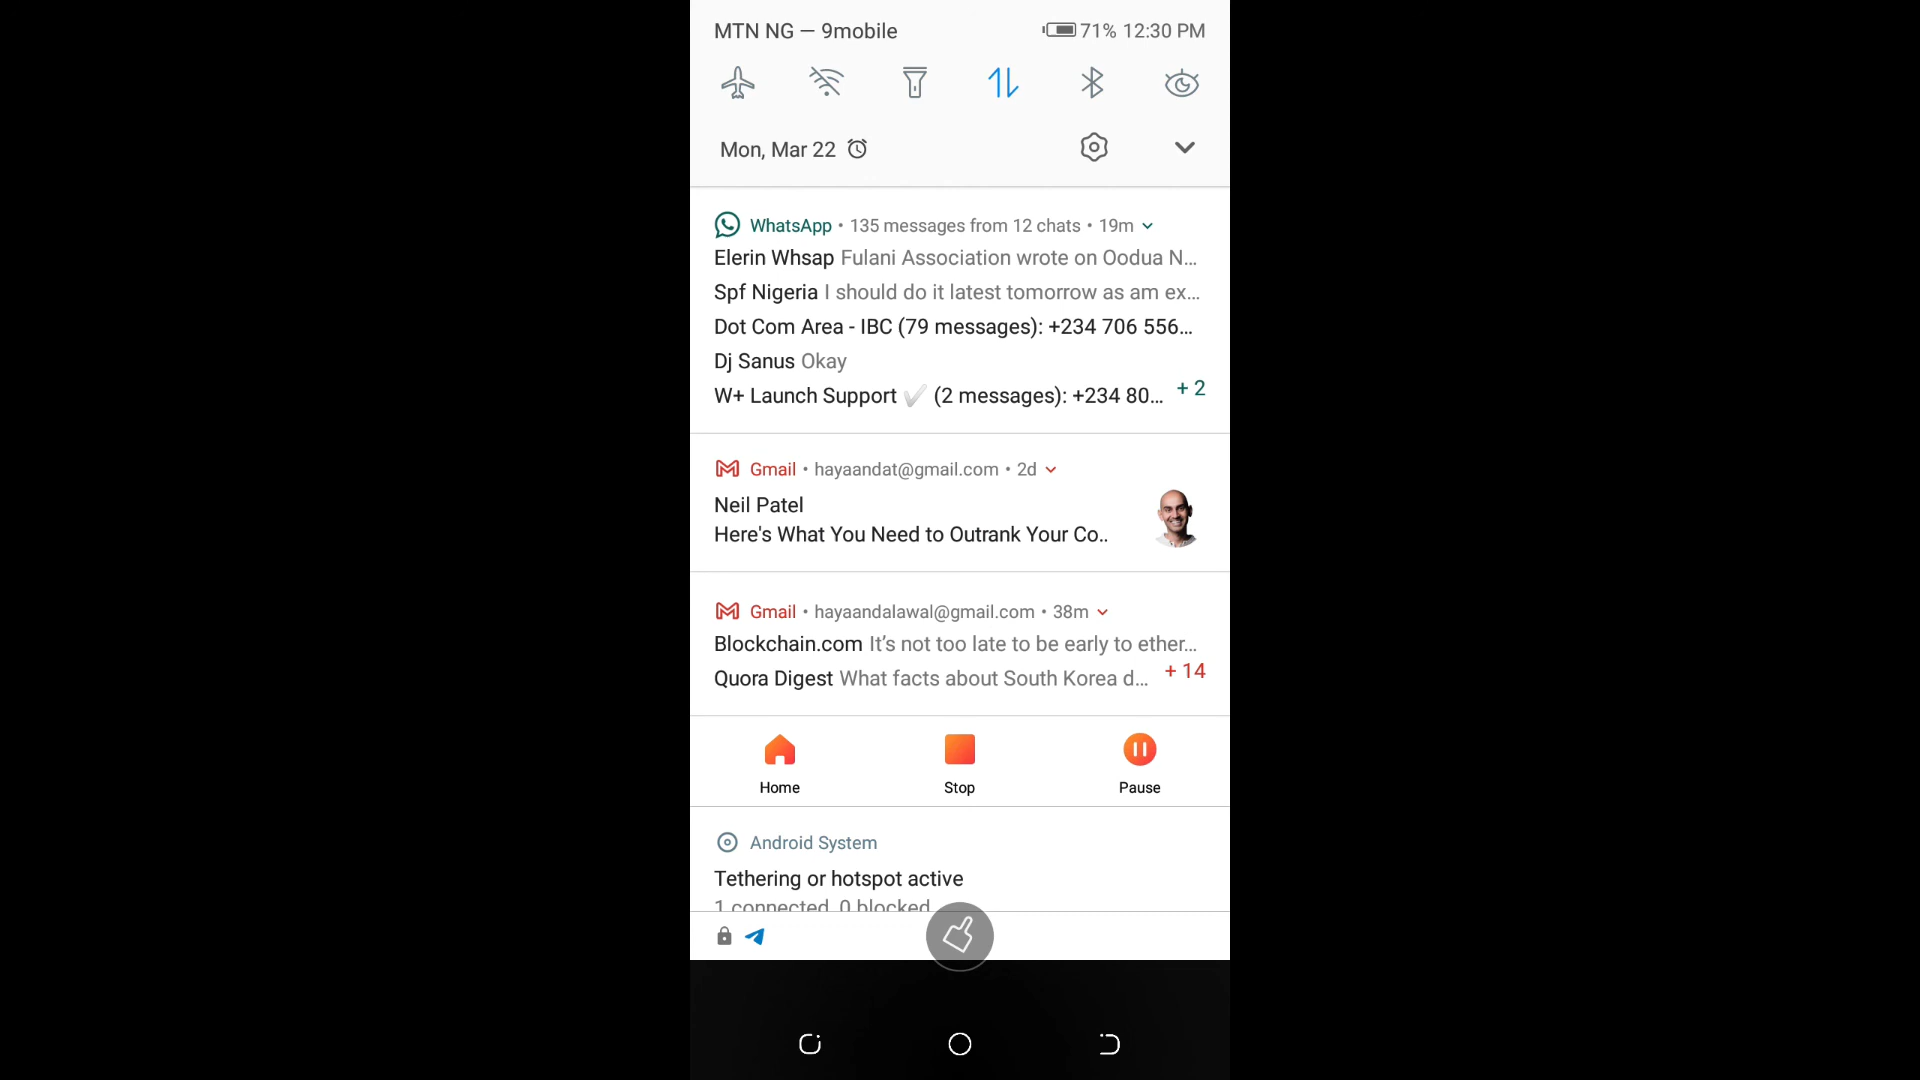 MTN NG — 9mobile 71% 12:30 PM
Mon, Mar 22
WhatsApp • 135 messages from 12 chats • 19m
Elerin Whsap Fulani Association wrote on Oodua N...
Spf Nigeria I should do it latest tomorrow as am ex...
Dot Com Area - IBC (79 messages): +234 706 556...
Dj Sanus Okay
W+ Launch Support ✔ (2 messages): +234 80... + 2
Gmail • hayaandat@gmail.com • 2d
Neil Patel
Here's What You Need to Outrank Your Co..
Gmail • hayaandalawal@gmail.com • 38m
Blockchain.com It’s not too late to be early to ether...
Quora Digest What facts about South Korea d... + 14
Home Stop Pause
Android System
Tethering or hotspot active
1 connected, 0 blocked